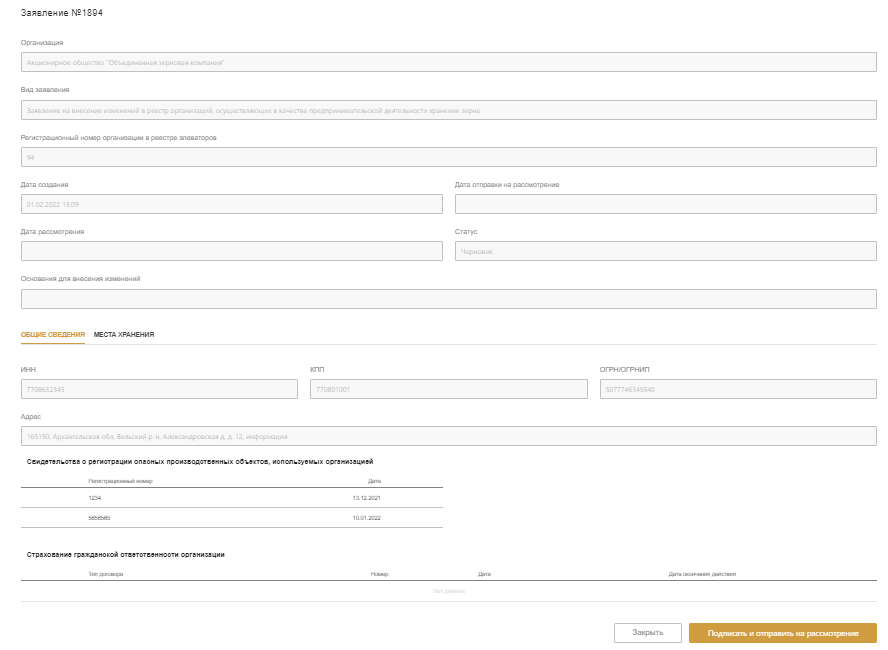 Заявление №1894
Организация
Акционерное общество "Объединенная зерновая компания"
Вид заявления
Заявление на внесение изменений в реестр организаций, осуществляющих в качестве предпринимательской деятельности хранение зерна
Регистрационный номер организации в реестре элеваторов
94
Дата создания Дата отправки на рассмотрение
01.02.2022 13:09
Дата рассмотрения Статус
Черновик
Основания для внесения изменений
ОБЩИЕ СВЕДЕНИЯ МЕСТА ХРАНЕНИЯ
ИНН КПП ОГРН/ОГРНИП
7708632345 770801001 5077746345540
Адрес
165150, Архангельская обл, Вельский р-н, Александровская д, д. 12, информация
Свидетельства о регистрации опасных производственных объектов, используемых организацией
Регистрационный номер Дата
1234 13.12.2021
5656565 10.01.2022
Страхование гражданской ответственности организации
Тип договора Номер Дата Дата окончания действия
Нет данных
Закрыть Подписать и отправить на рассмотрение